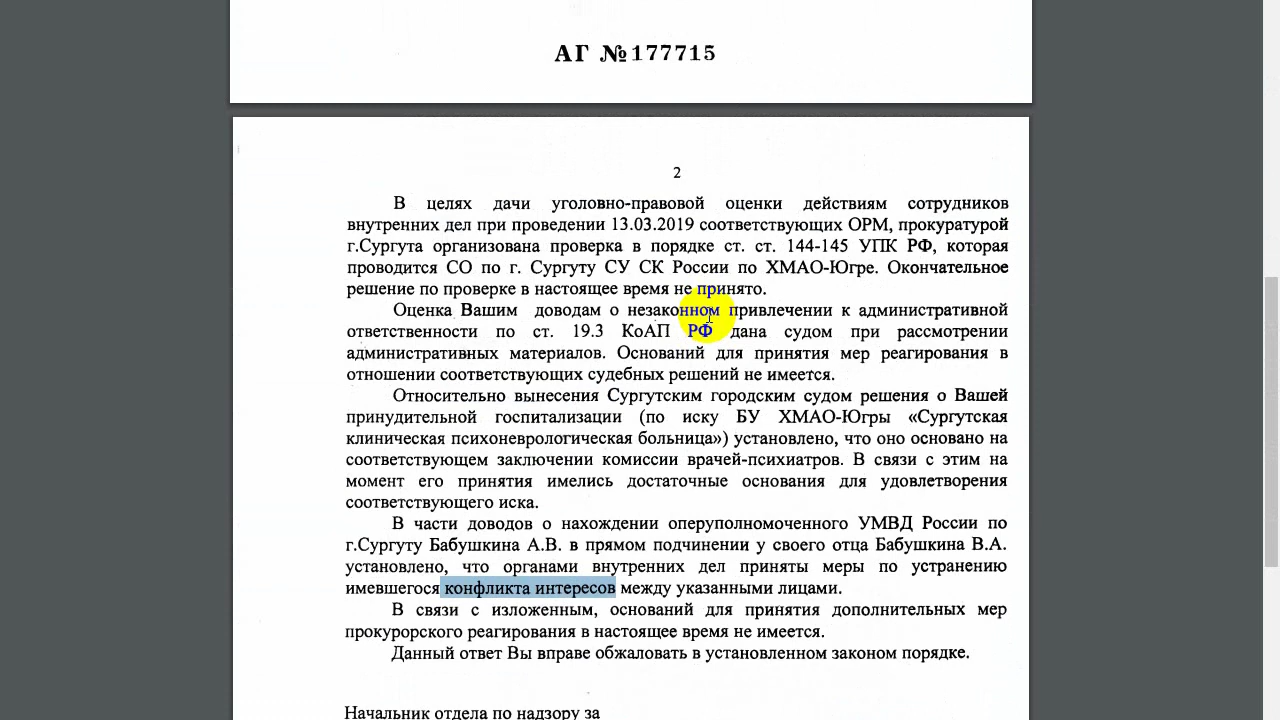 АГ №177715
2
В целях дачи уголовно-правовой оценки действиям сотрудников
внутренних дел при проведении 13.03.2019 соответствующих ОРМ, прокуратурой
г.Сургута организована проверка в порядке ст. ст. 144-145 УПК РФ, которая
проводится СО по г. Сургуту СУ СК России по ХМАО-Югре. Окончательное
решение по проверке в настоящее время не принято.
Оценка Вашим доводам о незаконном привлечении к административной
ответственности по ст. 19.3 КоАП РФ дана судом при рассмотрении
административных материалов. Оснований для принятия мер реагирования в
отношении соответствующих судебных решений не имеется.
Относительно вынесения Сургутским городским судом решения о Вашей
принудительной госпитализации (по иску БУ ХМАО-Югры «Сургутская
клиническая психоневрологическая больница») установлено, что оно основано на
соответствующем заключении комиссии врачей-психиатров. В связи с этим на
момент его принятия имелись достаточные основания для удовлетворения
соответствующего иска.
В части доводов о нахождении оперуполномоченного УМВД России по
г.Сургуту Бабушкина А.В. в прямом подчинении у своего отца Бабушкина В.А.
установлено, что органами внутренних дел приняты меры по устранению
имевшегося конфликта интересов между указанными лицами.
В связи с изложенным, оснований для принятия дополнительных мер
прокурорского реагирования в настоящее время не имеется.
Данный ответ Вы вправе обжаловать в установленном законом порядке.
Начальник отдела по надзору за